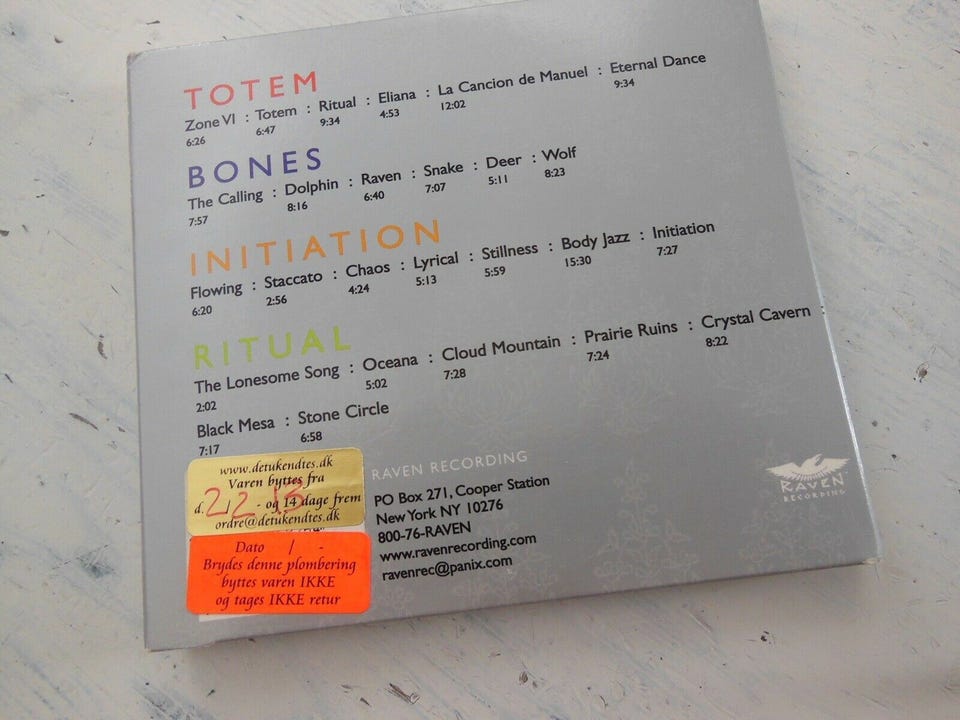 TOTEM
Zone VI : Totem : Ritual : Eliana : La Cancion de Manuel : Eternal Dance
6:26 6:47 9:34 4:53 12:02 9:34
BONES
The Calling : Dolphin : Raven : Snake : Deer : Wolf
7:57 8:16 6:40 7:07 5:11 8:23
INITIATION
Flowing : Staccato : Chaos : Lyrical : Stillness : Body Jazz : Initiation
6:20 2:56 4:24 5:13 5:59 15:30 7:27
RITUAL
The Lonesome Song : Oceana : Cloud Mountain : Prairie Ruins : Crystal Cavern :
2:02 5:02 7:28 7:24 8:22
Black Mesa : Stone Circle
7:17 6:58
www.detukendtes.dk
Varen byttes fra
d. 2/2 - 13 - og 14 dage frem
ordre@detukendtes.dk
Dato / -
Brydes denne plombering
byttes varen IKKE
og tages IKKE retur
RAVEN RECORDING
PO Box 271, Cooper Station
New York NY 10276
800-76-RAVEN
www.ravenrecording.com
ravenrec@panix.com
RAVEN
RECORDING